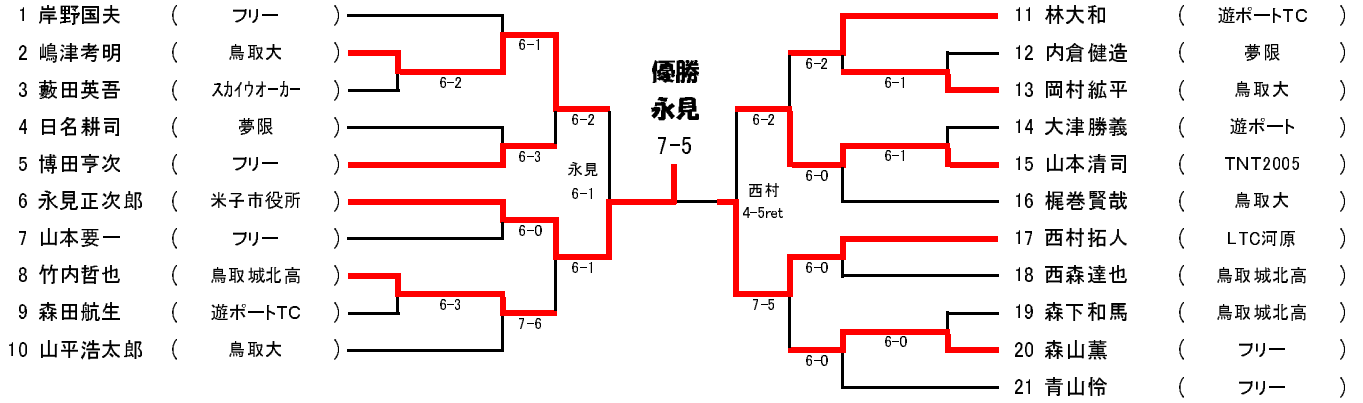 1 岸野国夫 ( フリー )
2 嶋津考明 ( 鳥取大 )
3 藪田英吾 ( スカイウオーカー )
4 日名耕司 ( 夢限 )
5 博田亨次 ( フリー )
6 永見正次郎 ( 米子市役所 )
7 山本要一 ( フリー )
8 竹内哲也 ( 鳥取城北高 )
9 森田航生 ( 遊ポートTC )
10 山平浩太郎 ( 鳥取大 )
6-1
6-2
6-2
6-3
6-0
6-1
6-3
7-6
永見
6-1
優勝
永見
7-5
西村
4-5ret
6-2
6-1
6-2
6-1
6-0
6-0
7-5
6-0
6-0
11 林大和 ( 遊ポートTC )
12 内倉健造 ( 夢限 )
13 岡村紘平 ( 鳥取大 )
14 大津勝義 ( 遊ポート )
15 山本清司 ( TNT2005 )
16 梶巻賢哉 ( 鳥取大 )
17 西村拓人 ( LTC河原 )
18 西森達也 ( 鳥取城北高 )
19 森下和馬 ( 鳥取城北高 )
20 森山薫 ( フリー )
21 青山怜 ( フリー )